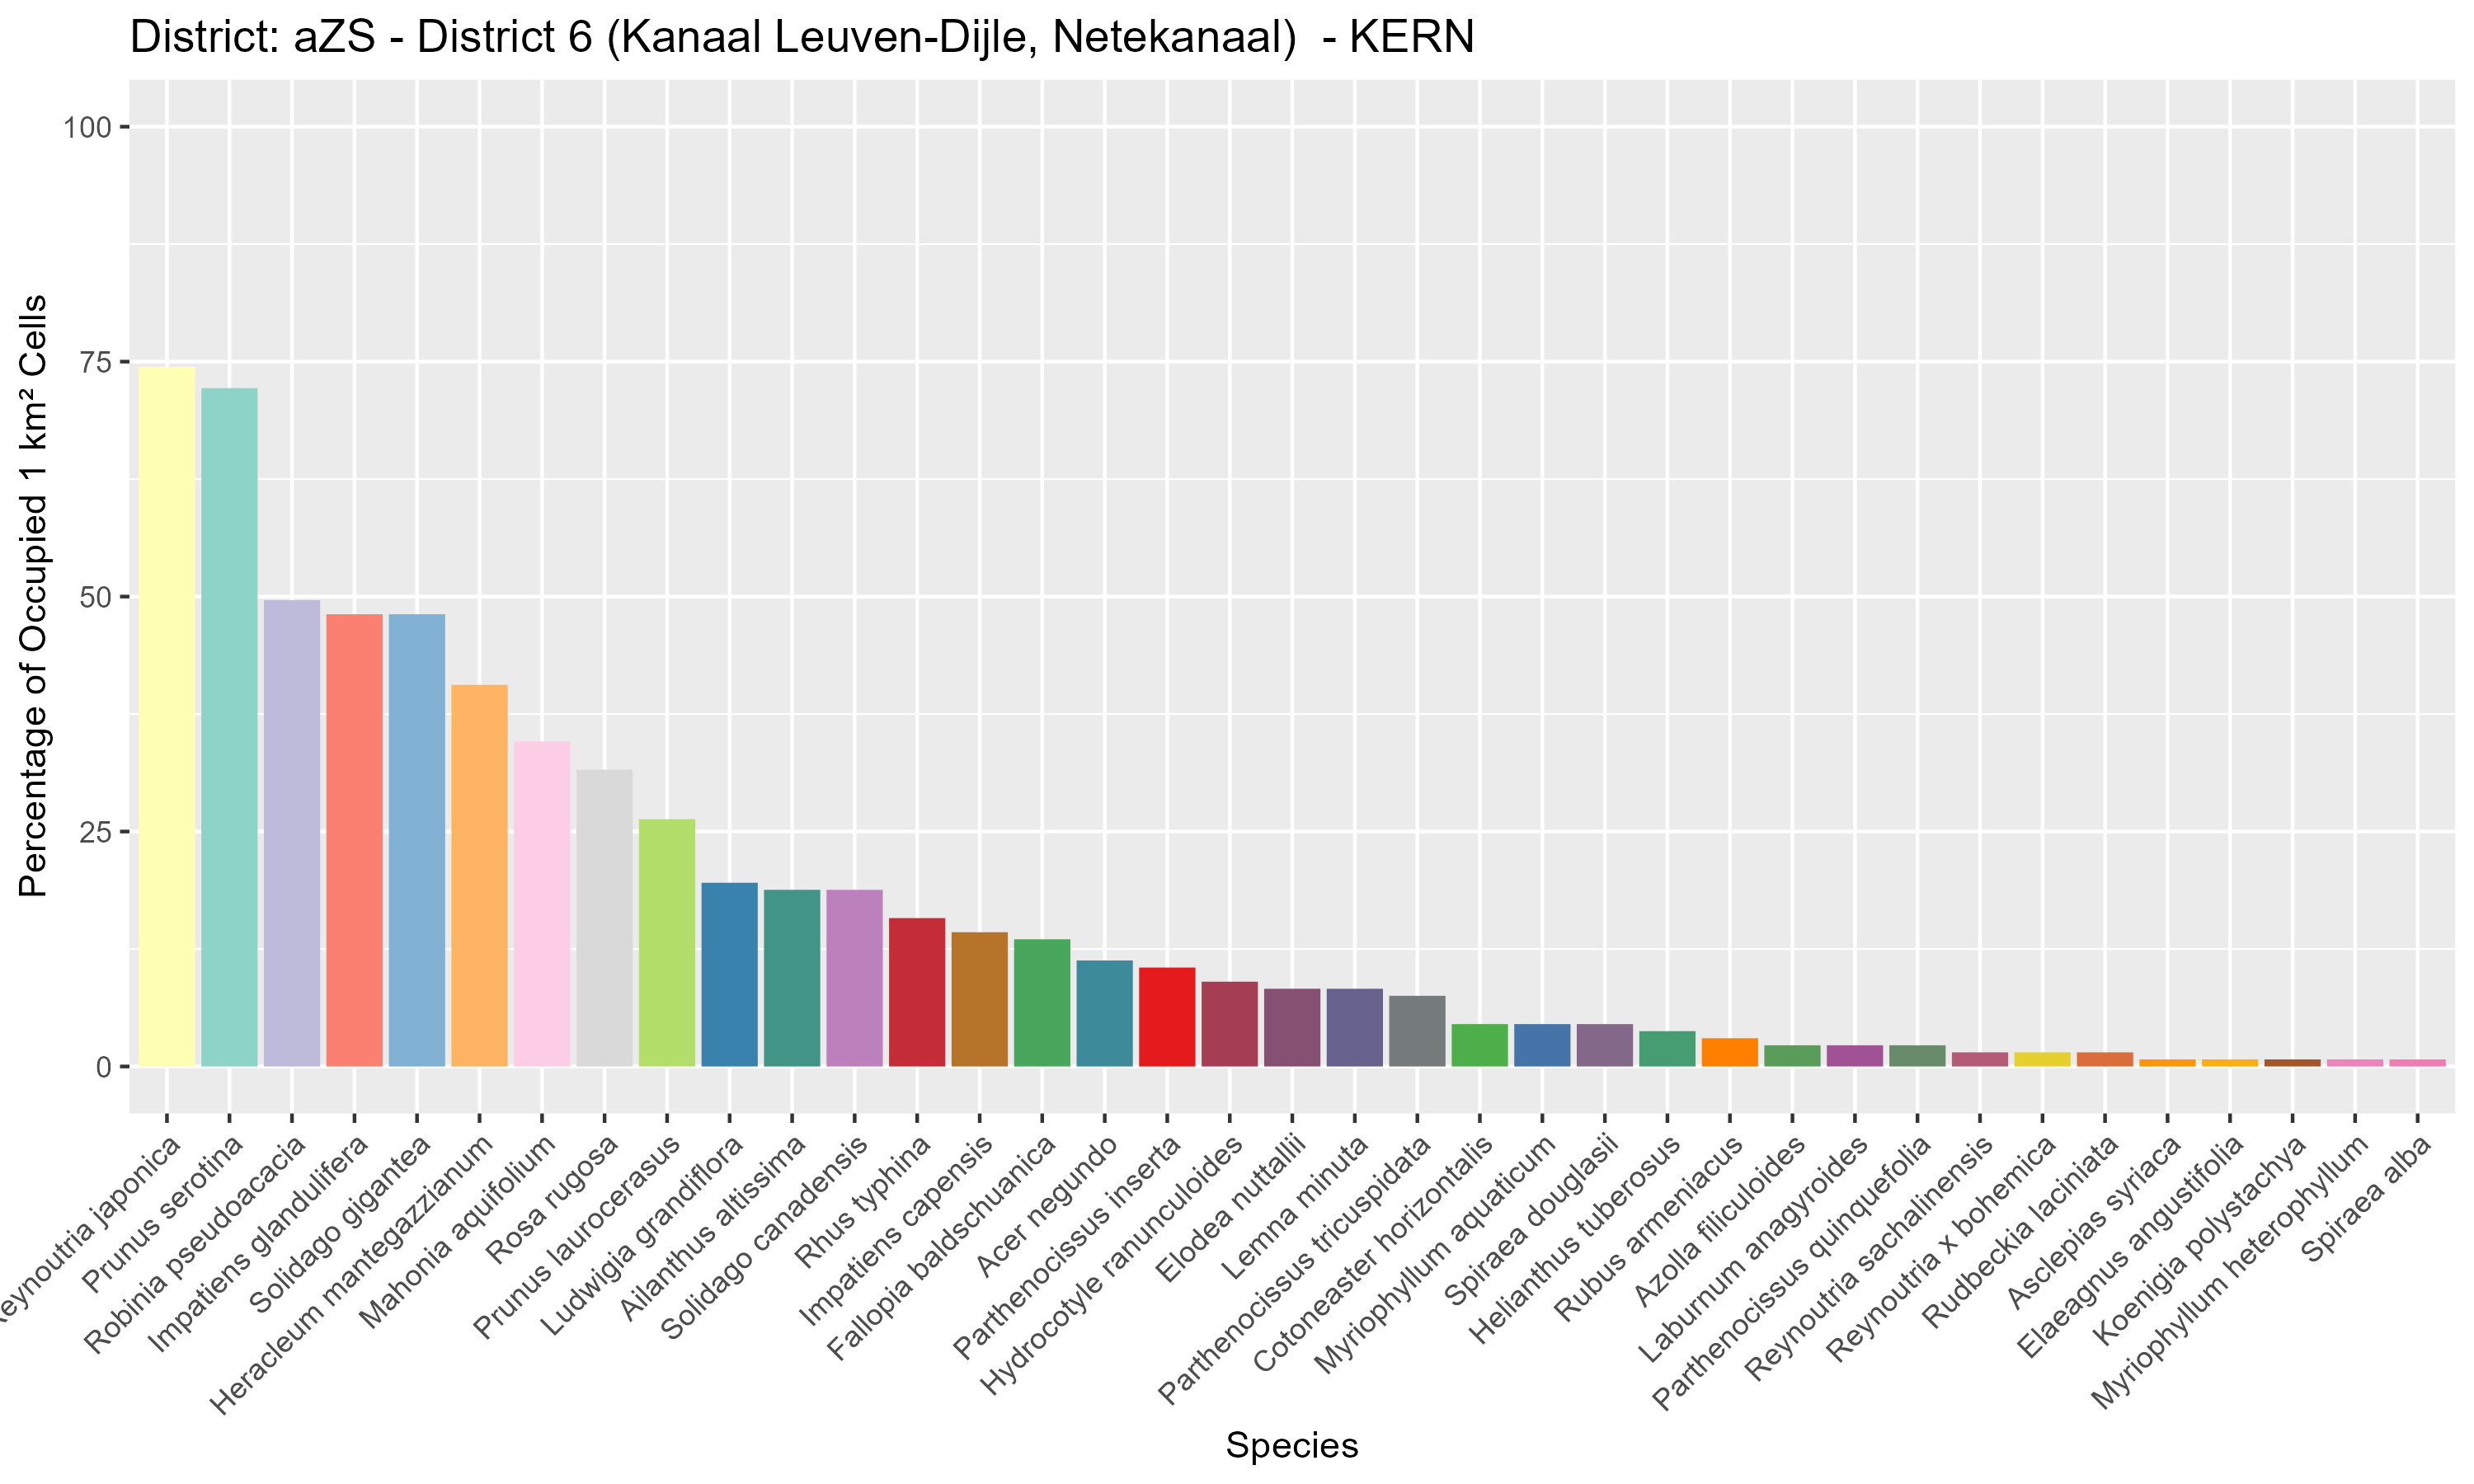 District: aZS - District 6 (Kanaal Leuven-Dijle, Netekanaal)  - KERN
Percentage of Occupied 1 km² Cells
100
75
50
25
0
eynoutria japonica
Prunus serotina
Robinia pseudoacacia
Impatiens glandulifera
Solidago gigantea
Heracleum mantegazzianum
Mahonia aquifolium
Rosa rugosa
Prunus laurocerasus
Ludwigia grandiflora
Ailanthus altissima
Solidago canadensis
Rhus typhina
Impatiens capensis
Fallopia baldschuanica
Acer negundo
Parthenocissus inserta
Hydrocotyle ranunculoides
Elodea nuttallii
Lemna minuta
Parthenocissus tricuspidata
Cotoneaster horizontalis
Myriophyllum aquaticum
Spiraea douglasii
Helianthus tuberosus
Rubus armeniacus
Azolla filiculoides
Laburnum anagyroides
Parthenocissus quinquefolia
Reynoutria sachalinensis
Reynoutria x bohemica
Rudbeckia laciniata
Asclepias syriaca
Elaeagnus angustifolia
Koenigia polystachya
Myriophyllum heterophyllum
Spiraea alba
Species